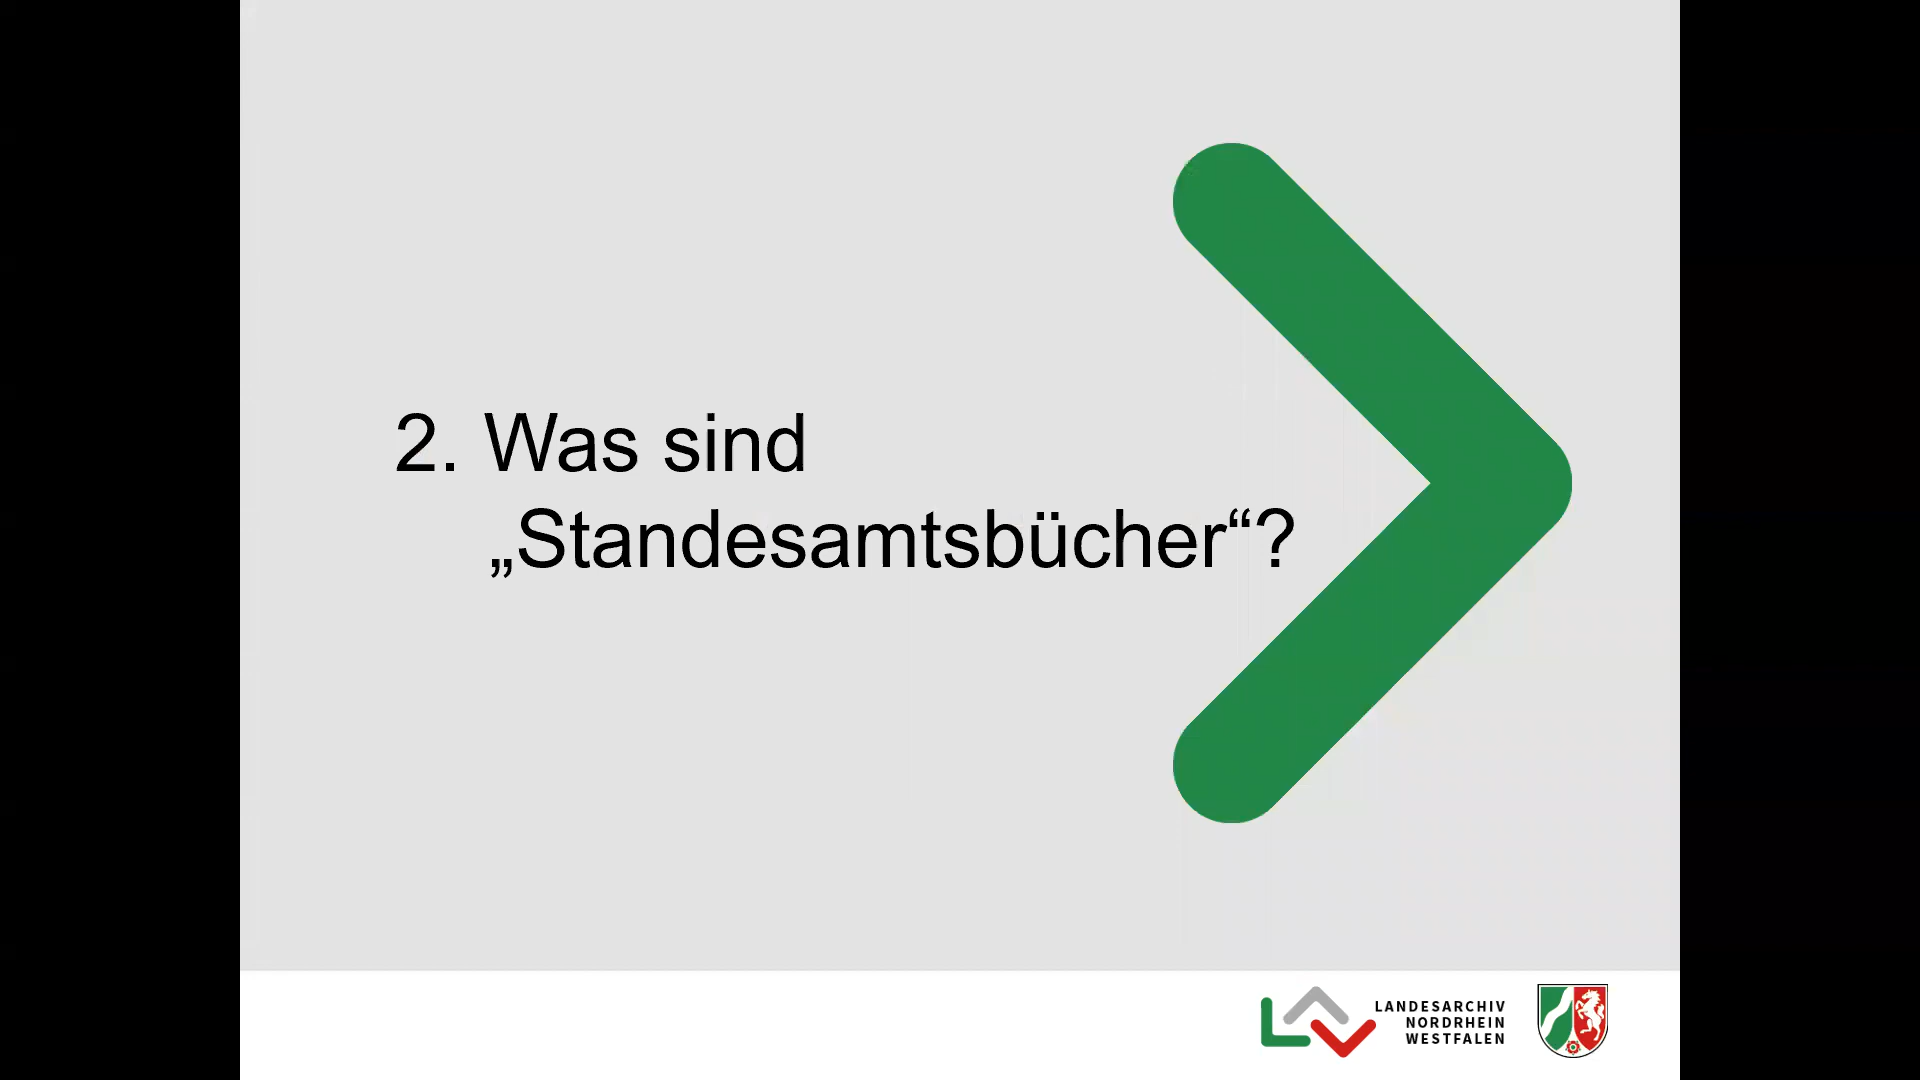 2. Was sind
„Standesamtsbücher“?
LANDESARCHIV
NORDRHEIN
WESTFALEN